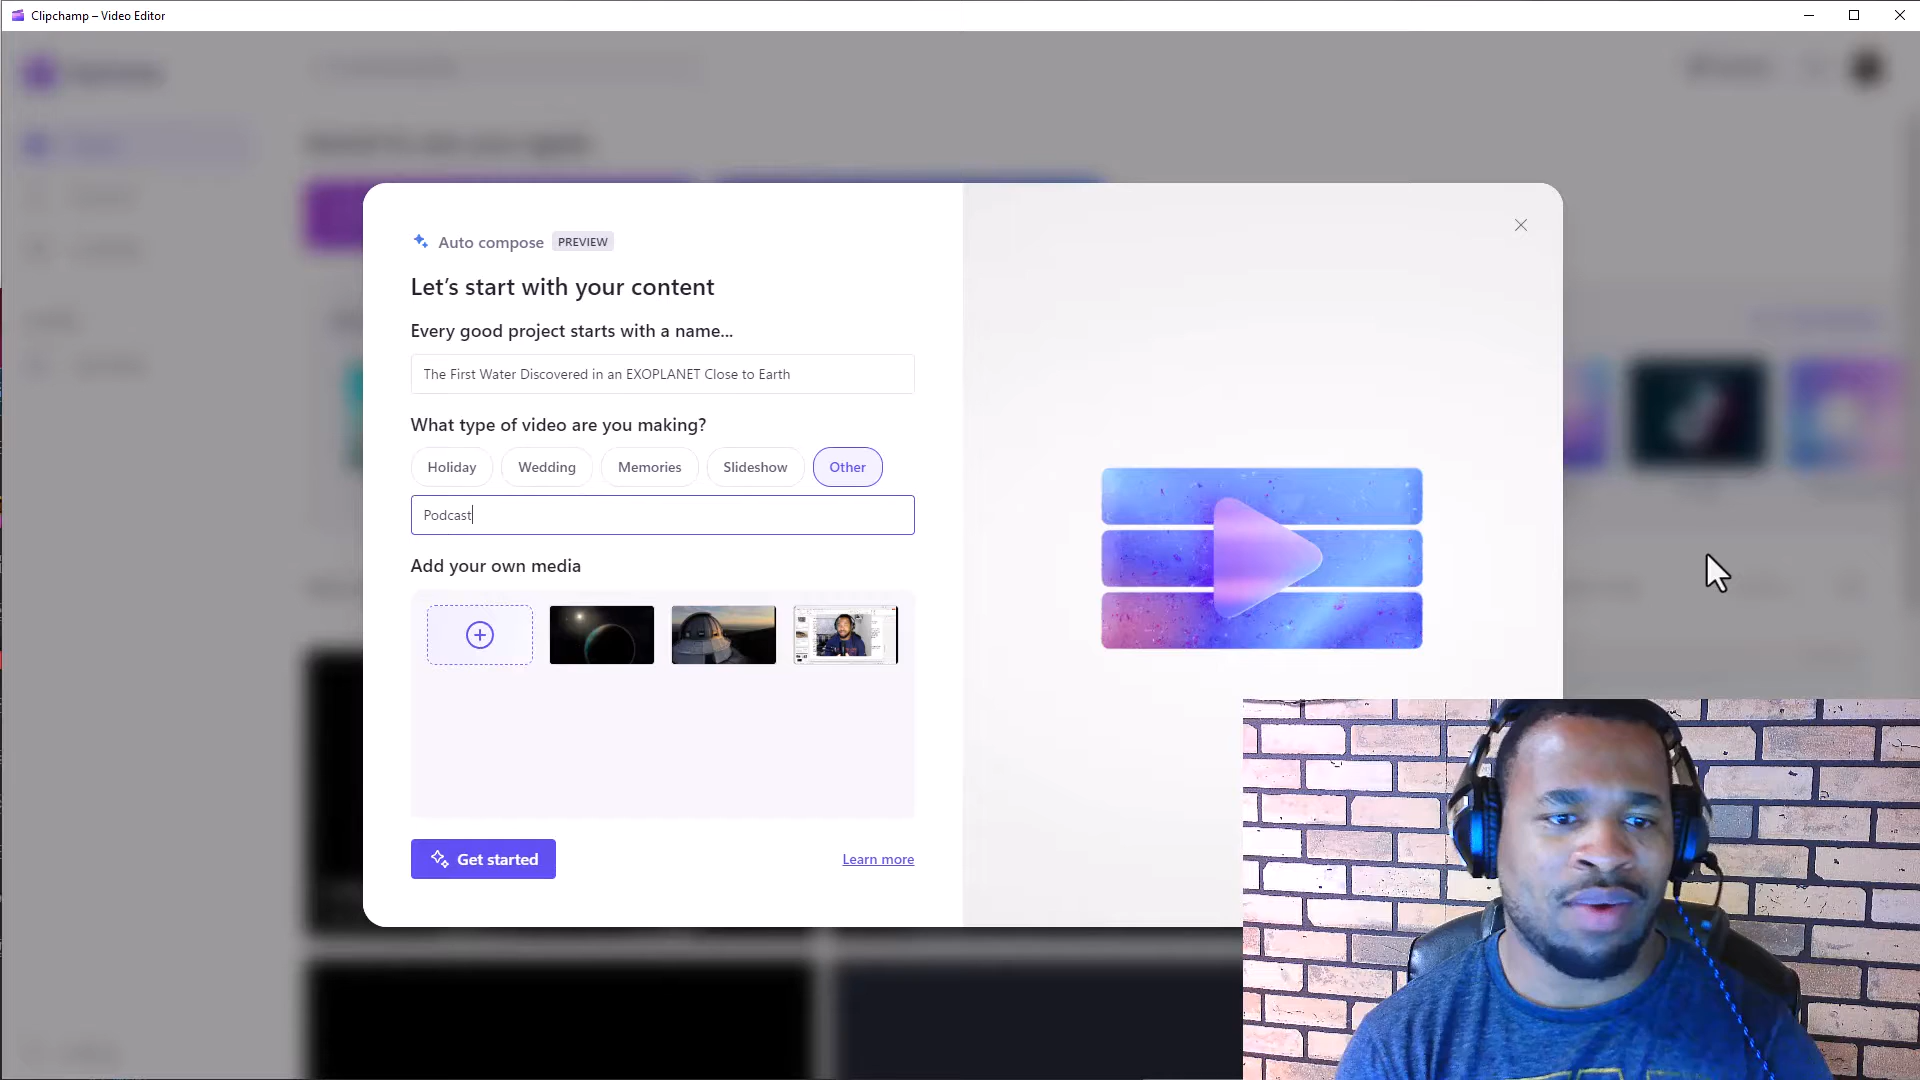 Clipchamp – Video Editor
Auto compose PREVIEW
Let's start with your content
Every good project starts with a name...
The First Water Discovered in an EXOPLANET Close to Earth
What type of video are you making?
Holiday Wedding Memories Slideshow Other
Podcast
Add your own media
Get started Learn more